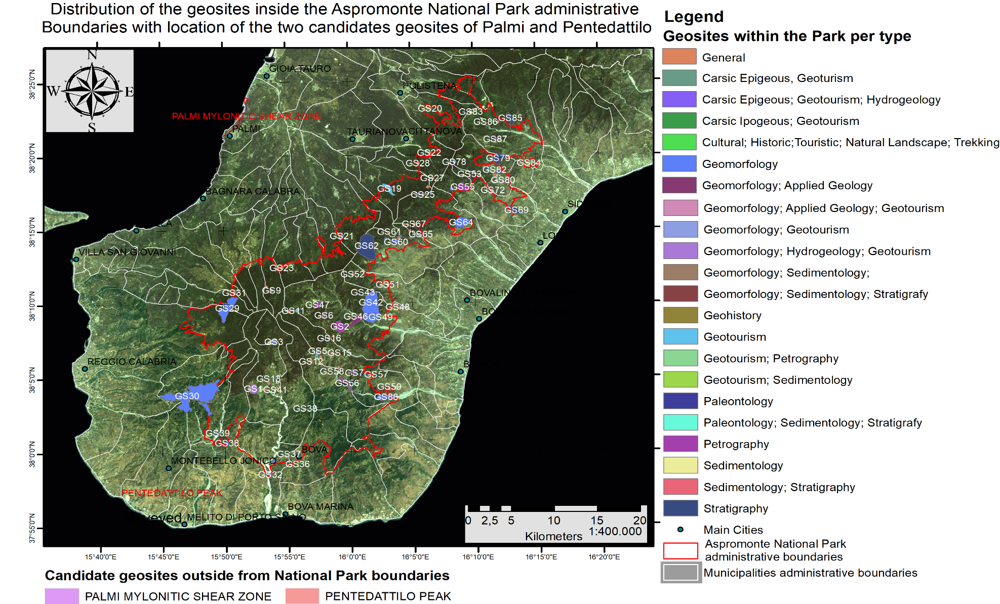 Distribution of the geosites inside the Aspromonte National Park administrative
Boundaries with location of the two candidates geosites of Palmi and Pentedattilo
N
W E
S
38°25'0"N
38°20'0"N
38°15'0"N
38°10'0"N
38°5'0"N
38°0'0"N
37°55'0"N
GIOIA TAURO
POLISTENA
0
PALMI MYLONITIC SHEAR ZONE
PALMI
GS20
GS83
GS86
GS85
TAURIANOVA
CITTANOVA
GS87
GS22
GS28
GS78
GS79
GS84
GS82
GS53
GS27
GS80
GS19
GS55
GS72
GS25
BAGNARA CALABRA
GS69
GS67
GS64
GS61
GS65
GS21
GS60
GS62
VILLA SAN GIOVANNI
GS23
GS52
GS51
GS9
GS31
GS43
GS42
GS29
GS47
GS48
GS11
GS6
GS46
GS49
GS2
GS16
GS3
GS5
GS15
GS12
REGGIO CALABRIA
GS58
GS7
GS57
GS13
GS56
GS59
GS1
GS41
GS30
GS88
GS38
GS39
GS38
BOVA
GS37
MONTEBELLO JONICO
GS36
GS32
PENTEDATTILO PEAK
BOVA MARINA
MELITO DI PORTO SALVO
0 2,5 5 10 15 20
Kilometers 1:400.000
15°40'0"E 15°45'0"E 15°50'0"E 15°55'0"E 16°0'0"E 16°5'0"E 16°10'0"E 16°15'0"E 16°20'0"E
Candidate geosites outside from National Park boundaries
PALMI MYLONITIC SHEAR ZONE PENTEDATTILO PEAK
Legend
Geosites within the Park per type
General
Carsic Epigeous, Geoturism
Carsic Epigeous; Geotourism; Hydrogeology
Carsic Ipogeous; Geotourism
Cultural; Historic;Touristic; Natural Landscape; Trekking
Geomorfology
Geomorfology; Applied Geology
Geomorfology; Applied Geology; Geotourism
Geomorfology; Geotourism
Geomorfology; Hydrogeology; Geotourism
Geomorfology; Sedimentology;
Geomorfology; Sedimentology; Stratigrafy
Geohistory
Geotourism
Geotourism; Petrography
Geotourism; Sedimentology
Paleontology
Paleontology; Sedimentology; Stratigrafy
Petrography
Sedimentology
Sedimentology; Stratigraphy
Stratigraphy
Main Cities
Aspromonte National Park
administrative boundaries
Municipalities administrative boundaries